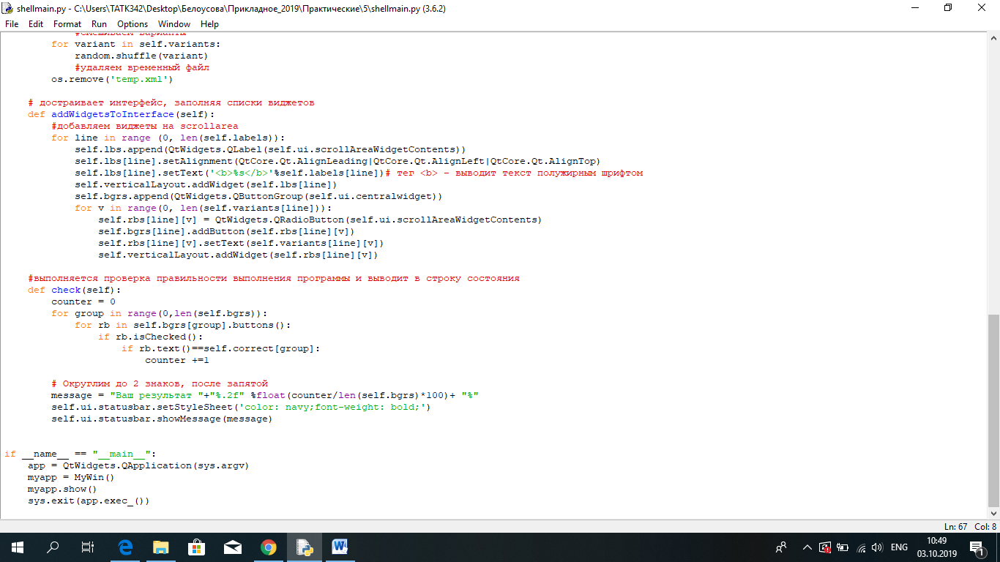 shellmain.py - C:\Users\TATK342\Desktop\Белоусова\Прикладное_2019\Практические\5\shellmain.py (3.6.2)
File Edit Format Run Options Window Help
#смешиваем варианты
for variant in self.variants:
random.shuffle(variant)
#удаляем временный файл
os.remove('temp.xml')
# достраивает интерфейс, заполняя списки виджетов
def addWidgetsToInterface(self):
#добавляем виджеты на scrollarea
for line in range (0, len(self.labels)):
self.lbs.append(QtWidgets.QLabel(self.ui.scrollAreaWidgetContents))
self.lbs[line].setAlignment(QtCore.Qt.AlignLeading|QtCore.Qt.AlignLeft|QtCore.Qt.AlignTop)
self.lbs[line].setText('<b>%s</b>'%self.labels[line])# тег <b> - выводит текст полужирным шрифтом
self.verticalLayout.addWidget(self.lbs[line])
self.bgrs.append(QtWidgets.QButtonGroup(self.ui.centralwidget))
for v in range(0, len(self.variants[line])):
self.rbs[line][v] = QtWidgets.QRadioButton(self.ui.scrollAreaWidgetContents)
self.bgrs[line].addButton(self.rbs[line][v])
self.rbs[line][v].setText(self.variants[line][v])
self.verticalLayout.addWidget(self.rbs[line][v])
#выполняется проверка правильности выполнения программы и выводит в строку состояния
def check(self):
counter = 0
for group in range(0,len(self.bgrs)):
for rb in self.bgrs[group].buttons():
if rb.isChecked():
if rb.text()==self.correct[group]:
counter +=1
# Округлим до 2 знаков, после запятой
message = "Ваш результат "+"%.2f" %float(counter/len(self.bgrs)*100)+ "%"
self.ui.statusbar.setStyleSheet('color: navy;font-weight: bold;')
self.ui.statusbar.showMessage(message)
if __name__ == "__main__":
app = QtWidgets.QApplication(sys.argv)
myapp = MyWin()
myapp.show()
sys.exit(app.exec_())
Ln: 67 Col: 8
ENG
10:49
03.10.2019
1